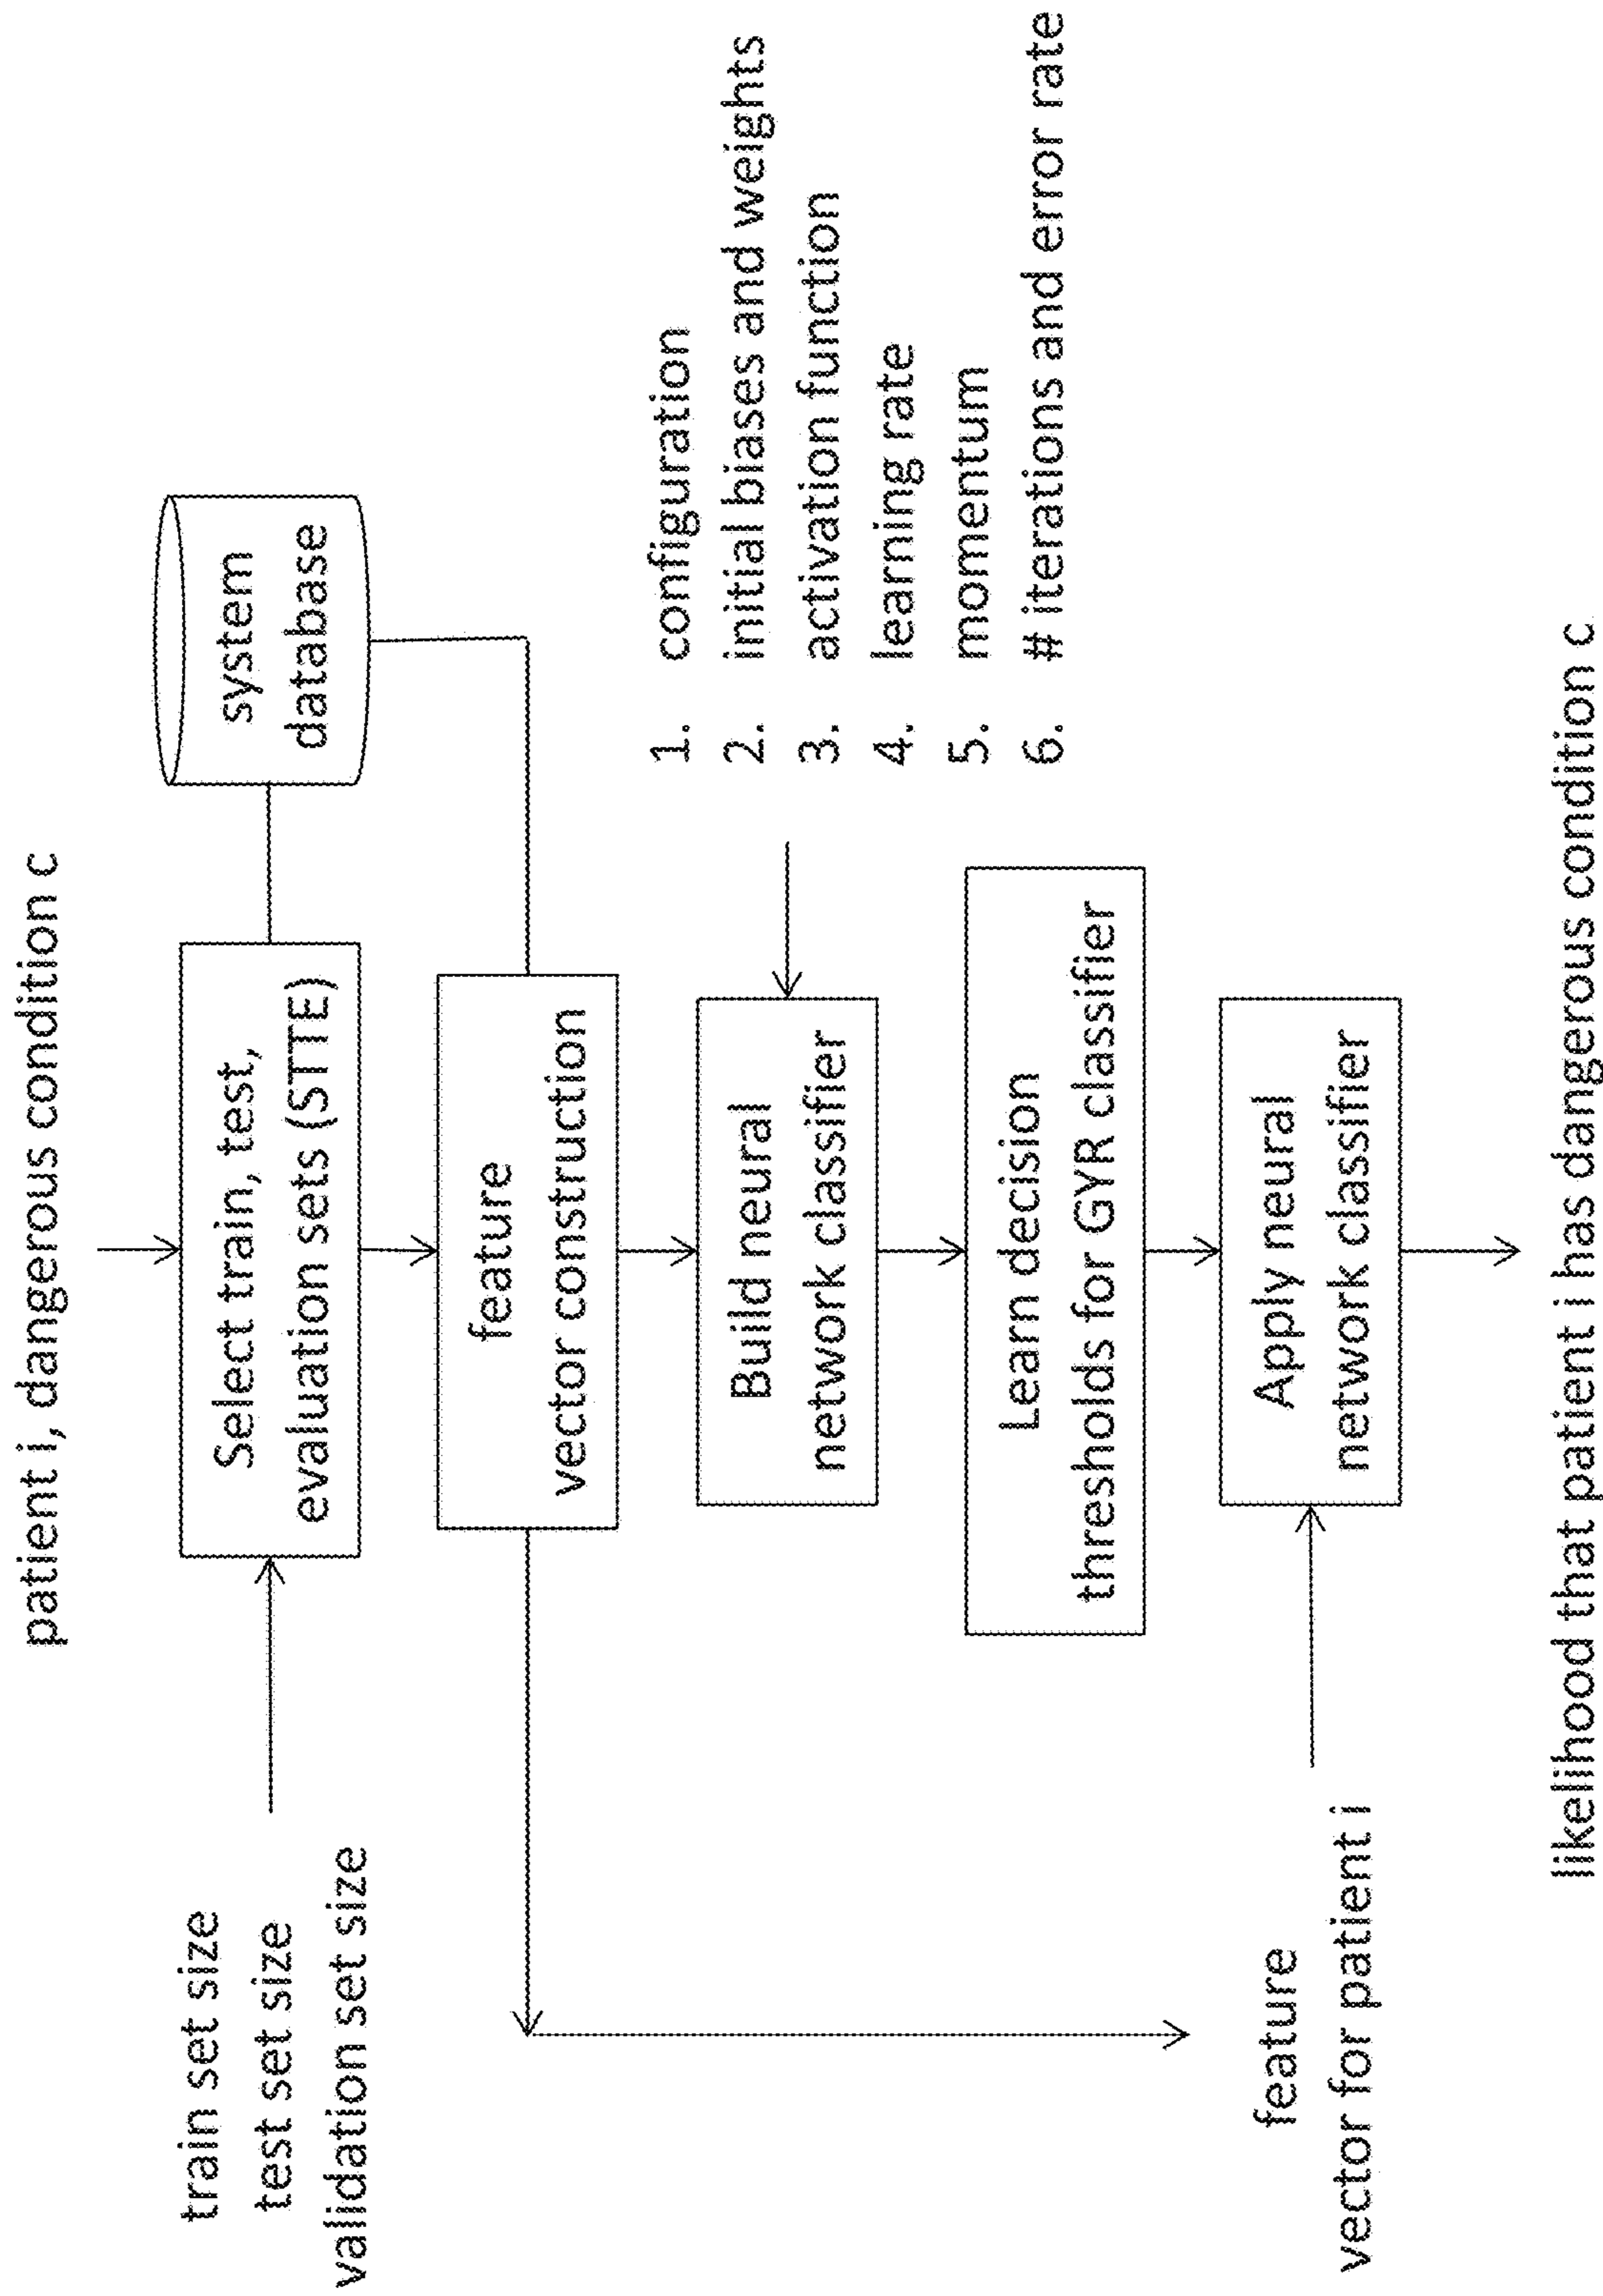 patient i, dangerous condition c
train set size
test set size
validation set size
Select train, test,
evaluation sets (STTE)
system
database
feature
vector construction
Build neural
network classifier
1. configuration
2. initial biases and weights
3. activation function
4. learning rate
5. momentum
6. # iterations and error rate
Learn decision
thresholds for GYR classifier
feature
vector for patient i
Apply neural
network classifier
likelihood that patient i has dangerous condition c